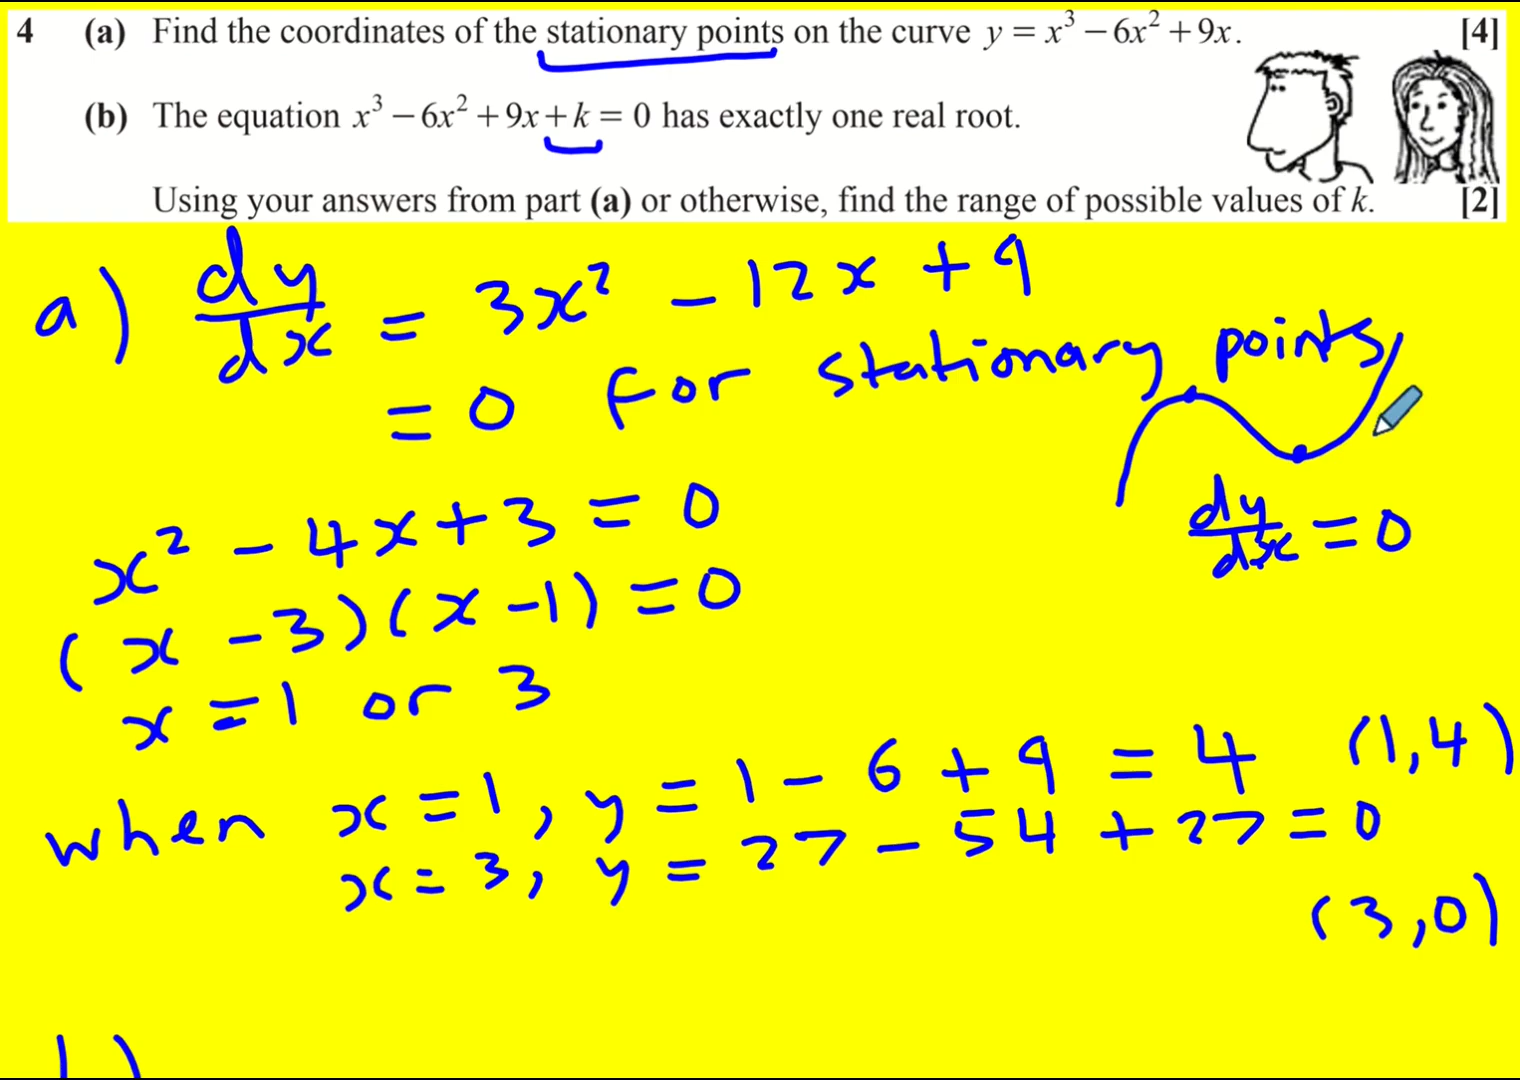 4 (a) Find the coordinates of the stationary points on the curve y = x³ − 6x² + 9x. [4]
(b) The equation x³ − 6x² + 9x + k = 0 has exactly one real root.
Using your answers from part (a) or otherwise, find the range of possible values of k. [2]
a) dy/dx = 3x² − 12x + 9
= 0 for stationary points
dy/dx = 0
x² − 4x + 3 = 0
(x − 3)(x − 1) = 0
x = 1 or 3
when x = 1, y = 1 − 6 + 9 = 4 (1,4)
x = 3, y = 27 − 54 + 27 = 0
(3,0)